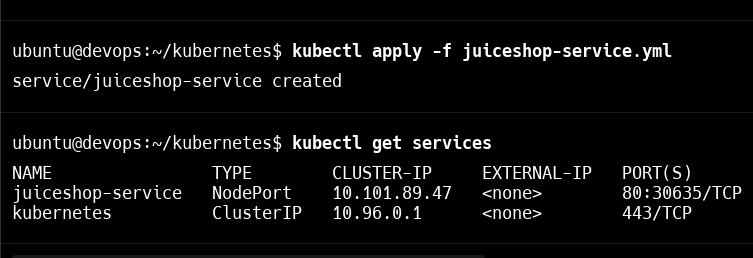 ubuntu@devops:~/kubernetes$ kubectl apply -f juiceshop-service.yml
service/juiceshop-service created
ubuntu@devops:~/kubernetes$ kubectl get services
NAME TYPE CLUSTER-IP EXTERNAL-IP PORT(S)
juiceshop-service NodePort 10.101.89.47 <none> 80:30635/TCP
kubernetes ClusterIP 10.96.0.1 <none> 443/TCP